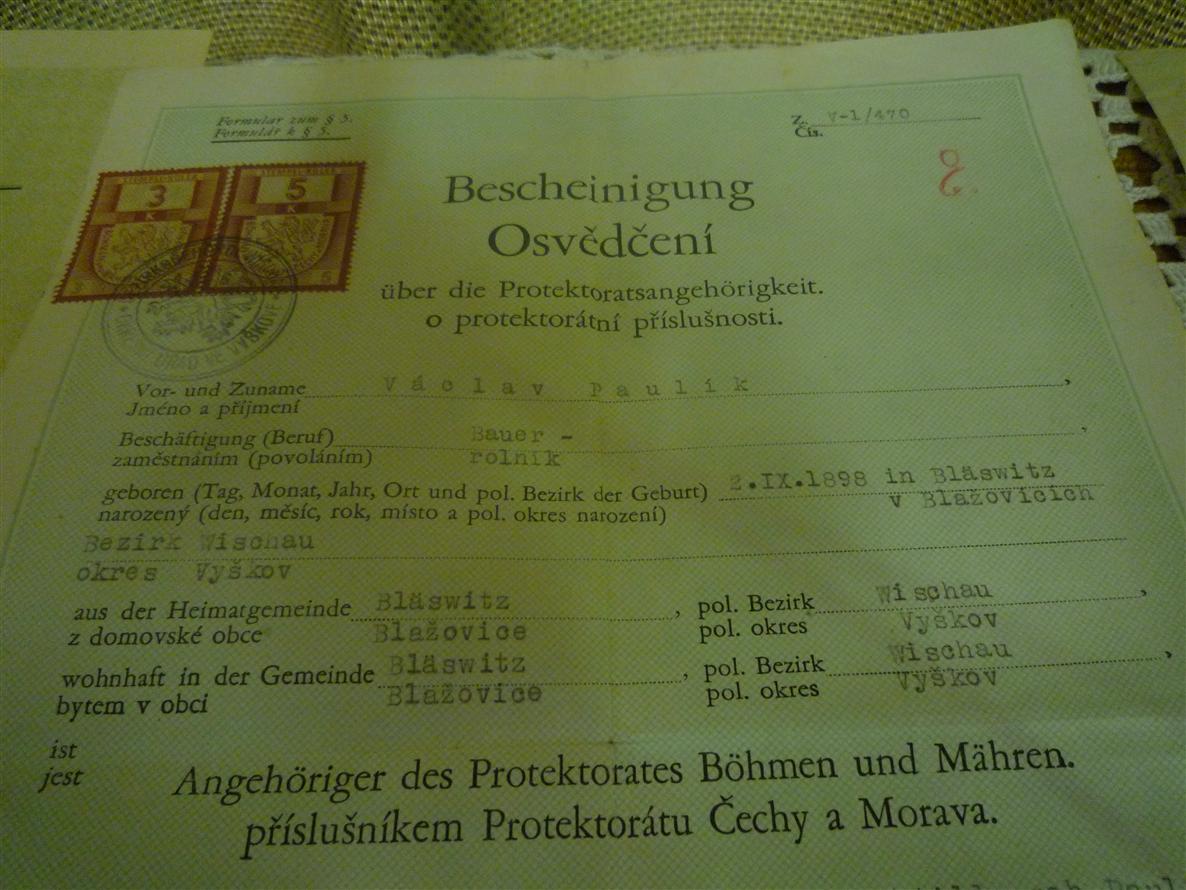 Formular zum § 5.
Formulář k § 5.
Z. V-1/470
Čís.
3
K
5
K
Bescheinigung
Osvědčení
über die Protektoratsangehörigkeit.
o protektorátní příslušnosti.
VE VYŠKOVĚ
Vor- und Zuname Václav Paulík,
Jméno a příjmení
Beschäftigung (Beruf) Bauer -
zaměstnáním (povoláním) rolník
geboren (Tag, Monat, Jahr, Ort und pol. Bezirk der Geburt) 2.IX.1898 in Bläswitz
narozený (den, měsíc, rok, místo a pol. okres narození) v Blažovicích
Bezirk Wischau
okres Vyškov
aus der Heimatgemeinde Bläswitz, pol. Bezirk Wischau,
z domovské obce Blažovice pol. okres Vyškov
wohnhaft in der Gemeinde Bläswitz, pol. Bezirk Wischau,
bytem v obci Blažovice pol. okres Vyškov
ist
jest
Angehöriger des Protektorates Böhmen und Mähren.
příslušníkem Protektorátu Čechy a Morava.